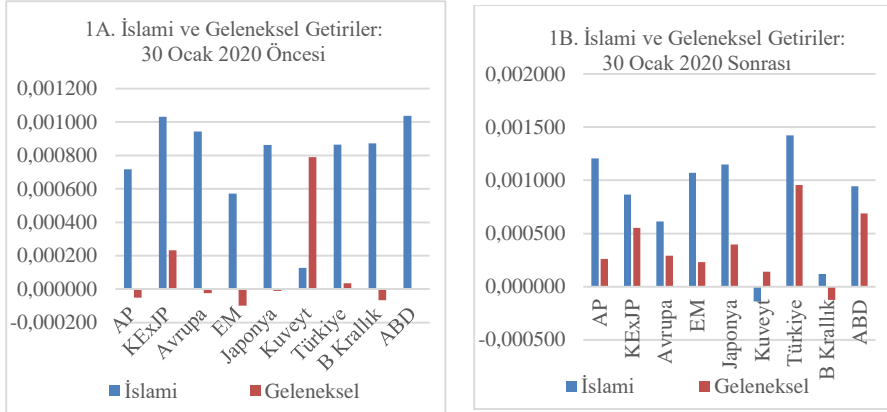 1A. İslami ve Geleneksel Getiriler:
30 Ocak 2020 Öncesi
0,001200
0,001000
0,000800
0,000600
0,000400
0,000200
0,000000
-0,000200
AP
KExJP
Avrupa
EM
Japonya
Kuveyt
Türkiye
B Krallık
ABD
İslami
Geleneksel
1B. İslami ve Geleneksel Getiriler:
30 Ocak 2020 Sonrası
0,002000
0,001500
0,001000
0,000500
0,000000
-0,000500
AP
KExJP
Avrupa
EM
Japonya
Kuveyt
Türkiye
B Krallık
ABD
İslami
Geleneksel